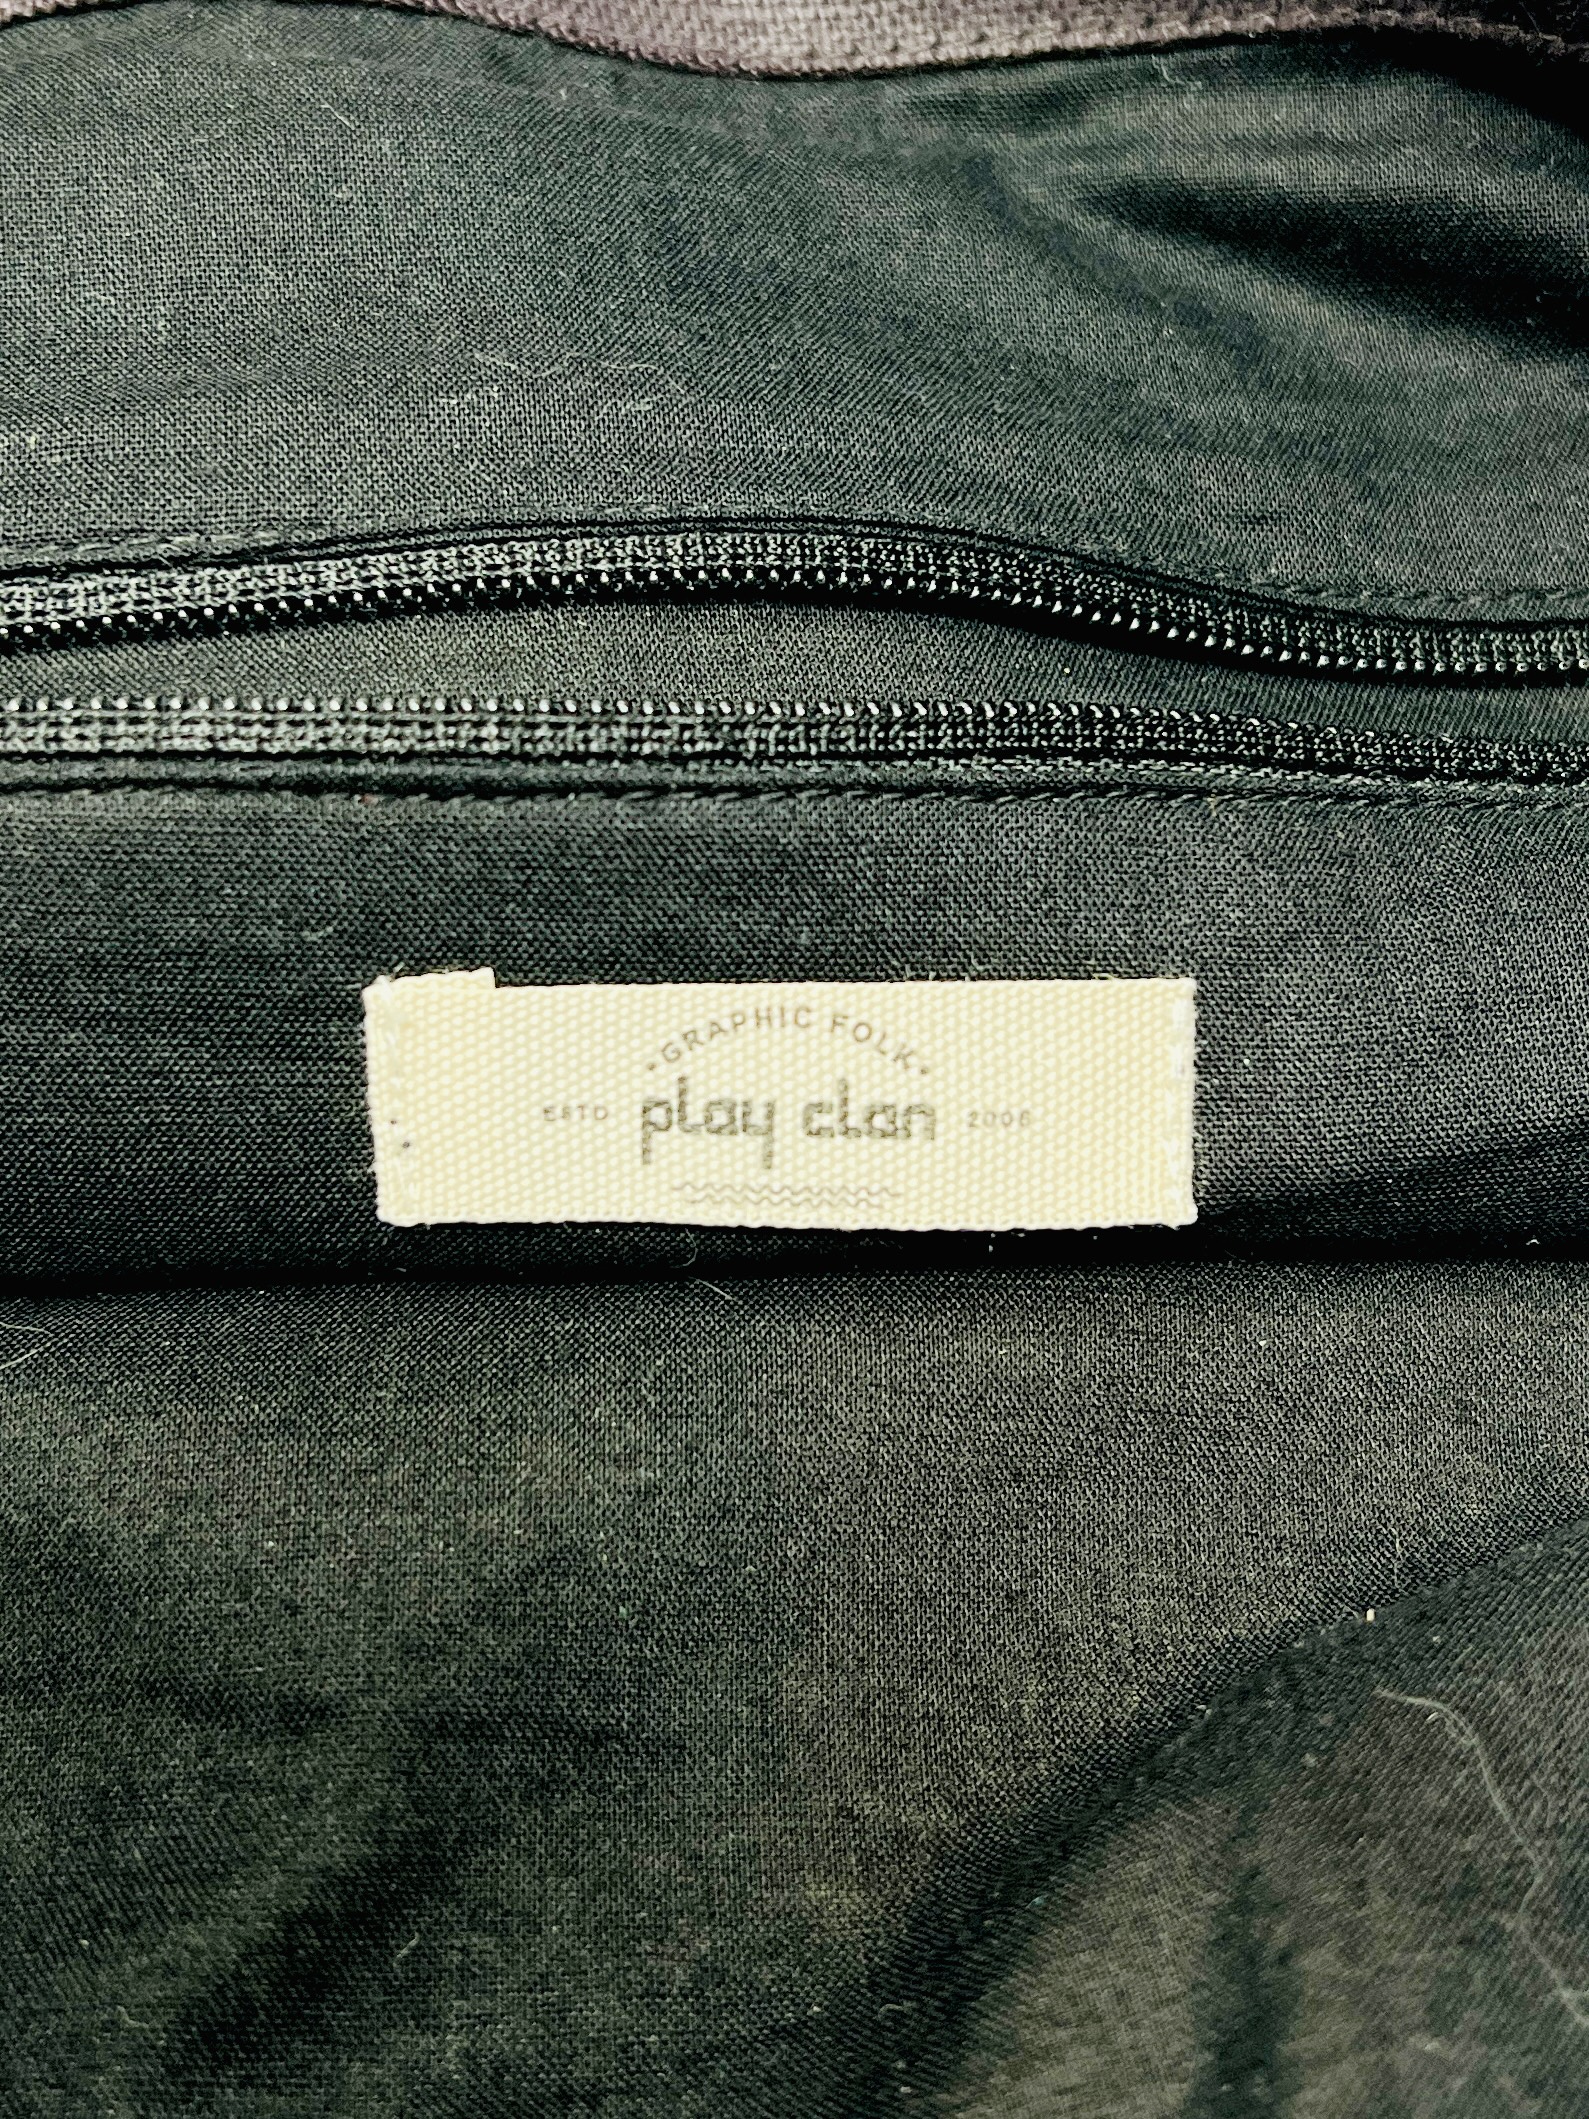 • GRAPHIC FOLK •
ESTD play clan 2006